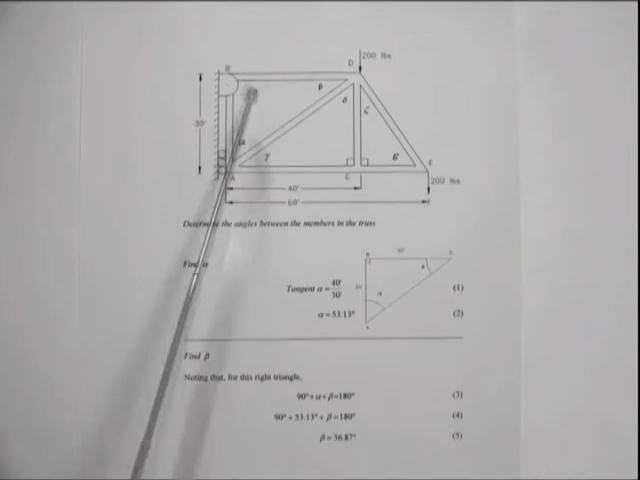 200 lbs
B
D
β
δ
ζ
30'
α
γ
ε
E
A
C
200 lbs
40'
60'
Determine the angles between the members in the truss
Find α
Tangent α = 40' / 30' (1)
α = 53.13° (2)
Find β
Noting that, for this right triangle,
90° + α + β = 180° (3)
90° + 53.13° + β = 180° (4)
β = 36.87° (5)